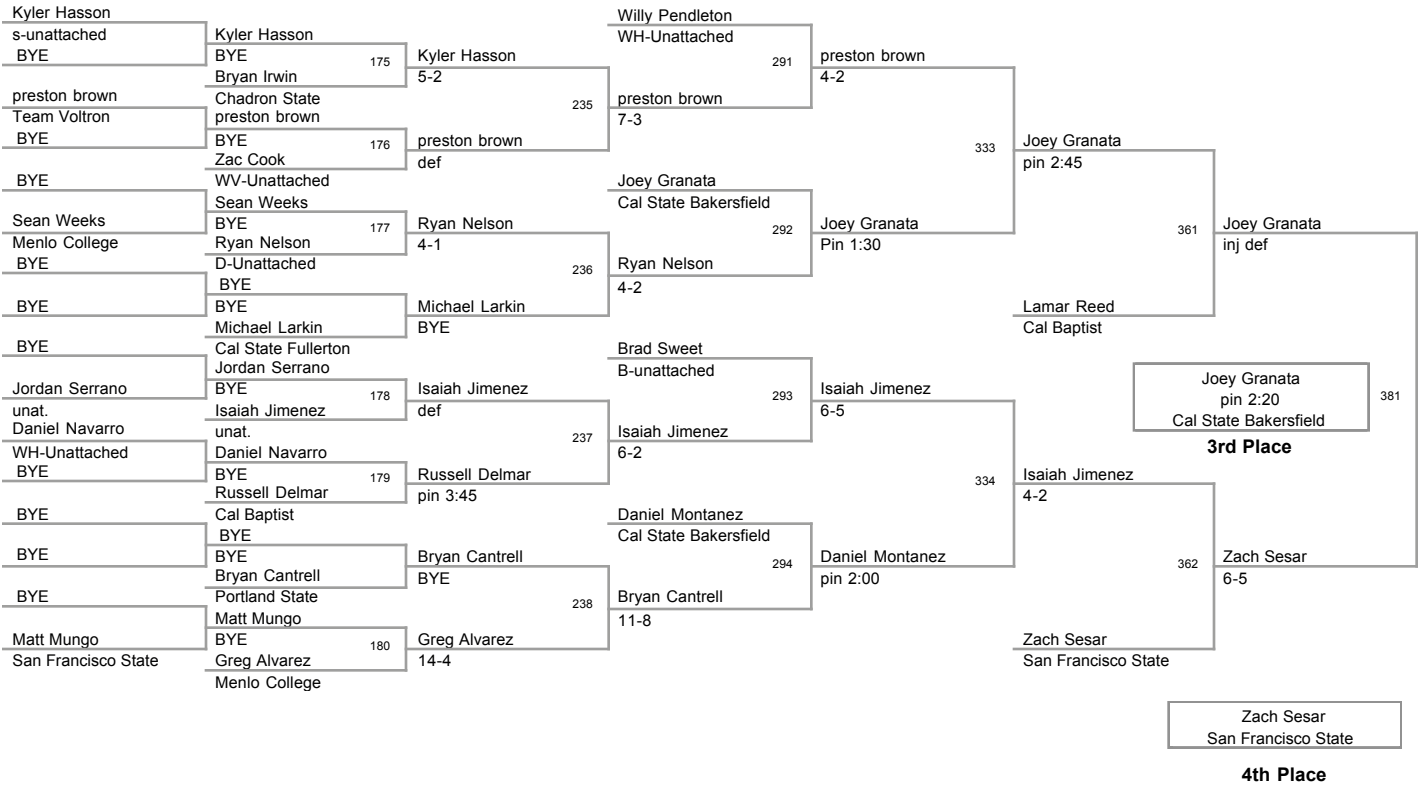 Kyler Hasson
s-unattached
BYE
preston brown
Team Voltron
BYE
BYE
Sean Weeks
Menlo College
BYE
BYE
BYE
Jordan Serrano
unat.
Daniel Navarro
WH-Unattached
BYE
BYE
BYE
BYE
Matt Mungo
San Francisco State
Kyler Hasson
BYE
175
Bryan Irwin
Chadron State
preston brown
BYE
176
Zac Cook
WV-Unattached
Sean Weeks
BYE
177
Ryan Nelson
D-Unattached
BYE
BYE
Michael Larkin
Cal State Fullerton
Jordan Serrano
BYE
178
Isaiah Jimenez
unat.
Daniel Navarro
BYE
179
Russell Delmar
Cal Baptist
BYE
BYE
Bryan Cantrell
Portland State
Matt Mungo
BYE
180
Greg Alvarez
Menlo College
Kyler Hasson
5-2
235
preston brown
def
Ryan Nelson
4-1
236
Michael Larkin
BYE
Isaiah Jimenez
def
237
Russell Delmar
pin 3:45
Bryan Cantrell
BYE
238
Greg Alvarez
14-4
Willy Pendleton
WH-Unattached
291
preston brown
7-3
Joey Granata
Cal State Bakersfield
292
Ryan Nelson
4-2
Brad Sweet
B-unattached
293
Isaiah Jimenez
6-2
Daniel Montanez
Cal State Bakersfield
294
Bryan Cantrell
11-8
preston brown
4-2
333
Joey Granata
Pin 1:30
Isaiah Jimenez
6-5
334
Daniel Montanez
pin 2:00
Joey Granata
pin 2:45
361
Lamar Reed
Cal Baptist
Isaiah Jimenez
4-2
362
Zach Sesar
San Francisco State
Joey Granata
inj def
Joey Granata
pin 2:20
Cal State Bakersfield
381
3rd Place
Zach Sesar
6-5
Zach Sesar
San Francisco State
4th Place